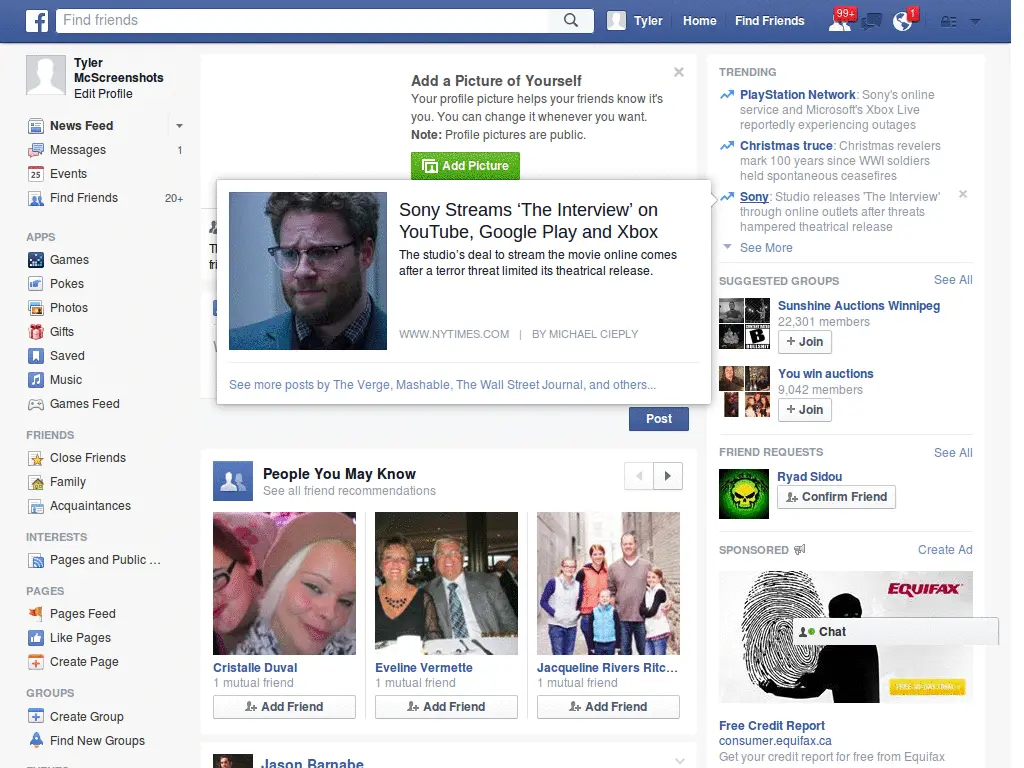 Find friends
Tyler
Home
Find Friends
99+
1
Tyler
McScreenshots
Edit Profile
News Feed
Messages 1
25 Events
Find Friends 20+
APPS
Games
Pokes
Photos
Gifts
Saved
Music
Games Feed
FRIENDS
Close Friends
Family
Acquaintances
INTERESTS
Pages and Public ...
PAGES
Pages Feed
Like Pages
Create Page
GROUPS
Create Group
Find New Groups
Add a Picture of Yourself
Your profile picture helps your friends know it's
you. You can change it whenever you want.
Note: Profile pictures are public.
Add Picture
Sony Streams ‘The Interview’ on
YouTube, Google Play and Xbox
The studio’s deal to stream the movie online comes
after a terror threat limited its theatrical release.
WWW.NYTIMES.COM | BY MICHAEL CIEPLY
See more posts by The Verge, Mashable, The Wall Street Journal, and others...
Post
People You May Know
See all friend recommendations
Cristalle Duval
1 mutual friend
Add Friend
Eveline Vermette
1 mutual friend
Add Friend
Jacqueline Rivers Ritc...
1 mutual friend
Add Friend
Jason Barnabe
TRENDING
PlayStation Network: Sony's online
service and Microsoft's Xbox Live
reportedly experiencing outages
Christmas truce: Christmas revelers
mark 100 years since WWI soldiers
held spontaneous ceasefires
Sony: Studio releases 'The Interview'
through online outlets after threats
hampered theatrical release
See More
SUGGESTED GROUPS See All
Sunshine Auctions Winnipeg
22,301 members
+ Join
You win auctions
9,042 members
+ Join
FRIEND REQUESTS See All
Ryad Sidou
Confirm Friend
SPONSORED Create Ad
EQUIFAX
Chat
Free Credit Report
consumer.equifax.ca
Get your credit report for free from Equifax